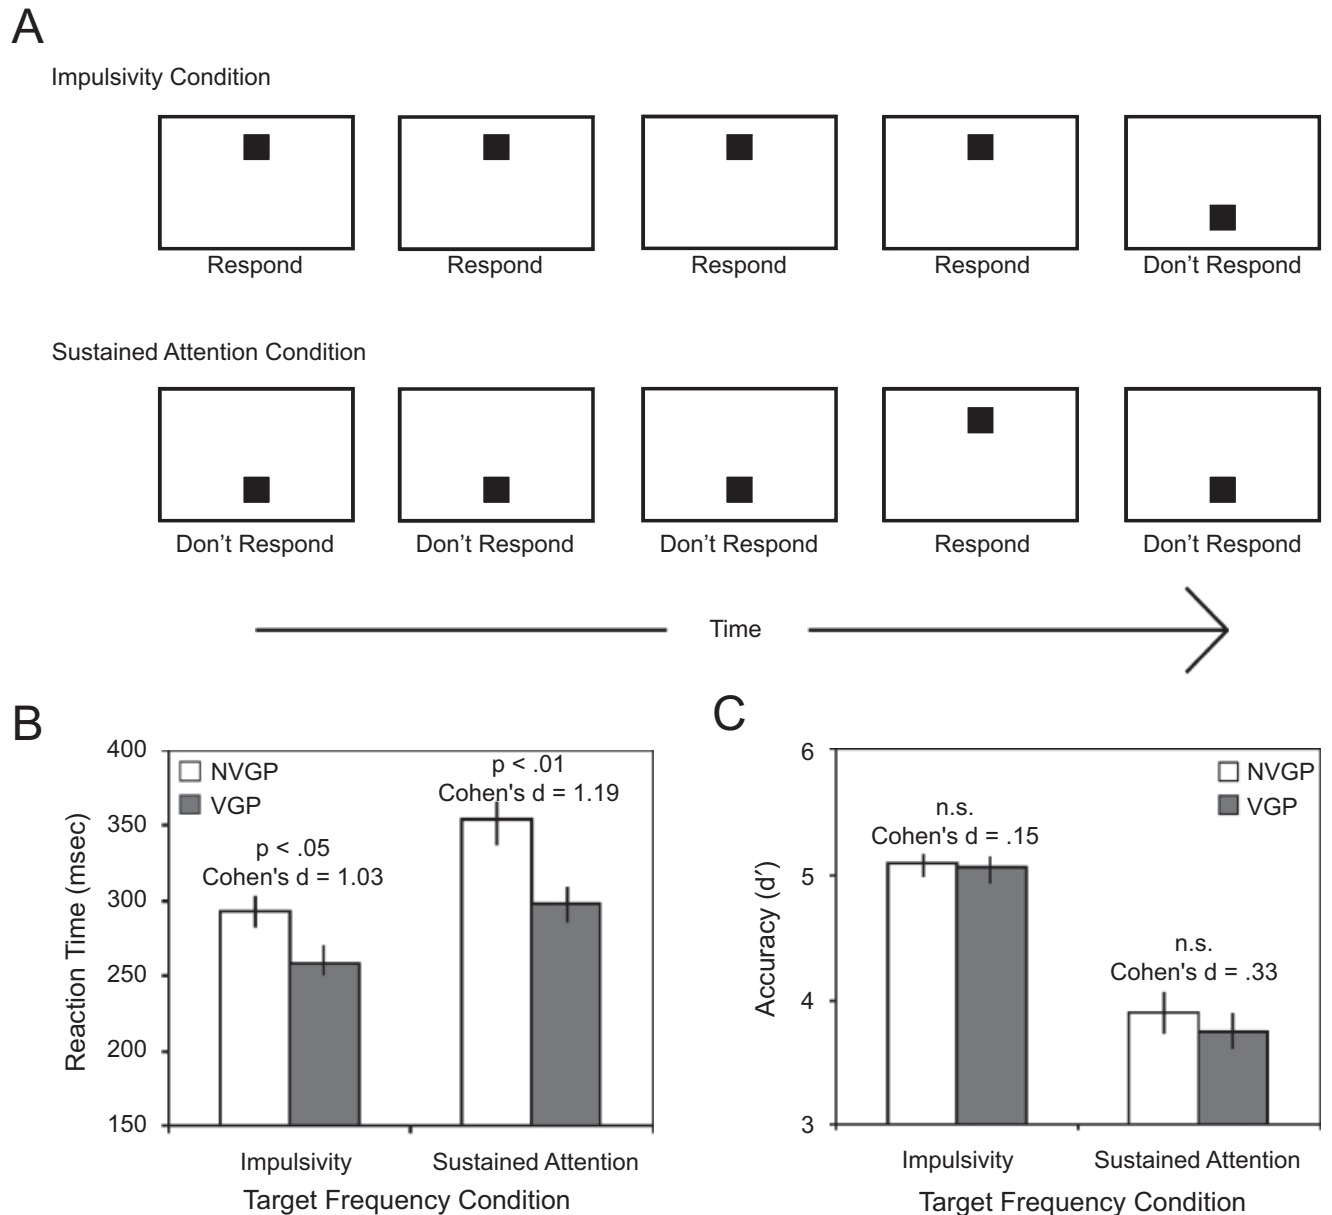 A
Impulsivity Condition
Respond
Respond
Respond
Respond
Don't Respond
Sustained Attention Condition
Don't Respond
Don't Respond
Don't Respond
Respond
Don't Respond
Time
B
400
350
300
250
200
150
Reaction Time (msec)
NVGP
VGP
p < .05
Cohen's d = 1.03
p < .01
Cohen's d = 1.19
Impulsivity
Sustained Attention
Target Frequency Condition
C
6
5
4
3
Accuracy (d′)
NVGP
VGP
n.s.
Cohen's d = .15
n.s.
Cohen's d = .33
Impulsivity
Sustained Attention
Target Frequency Condition